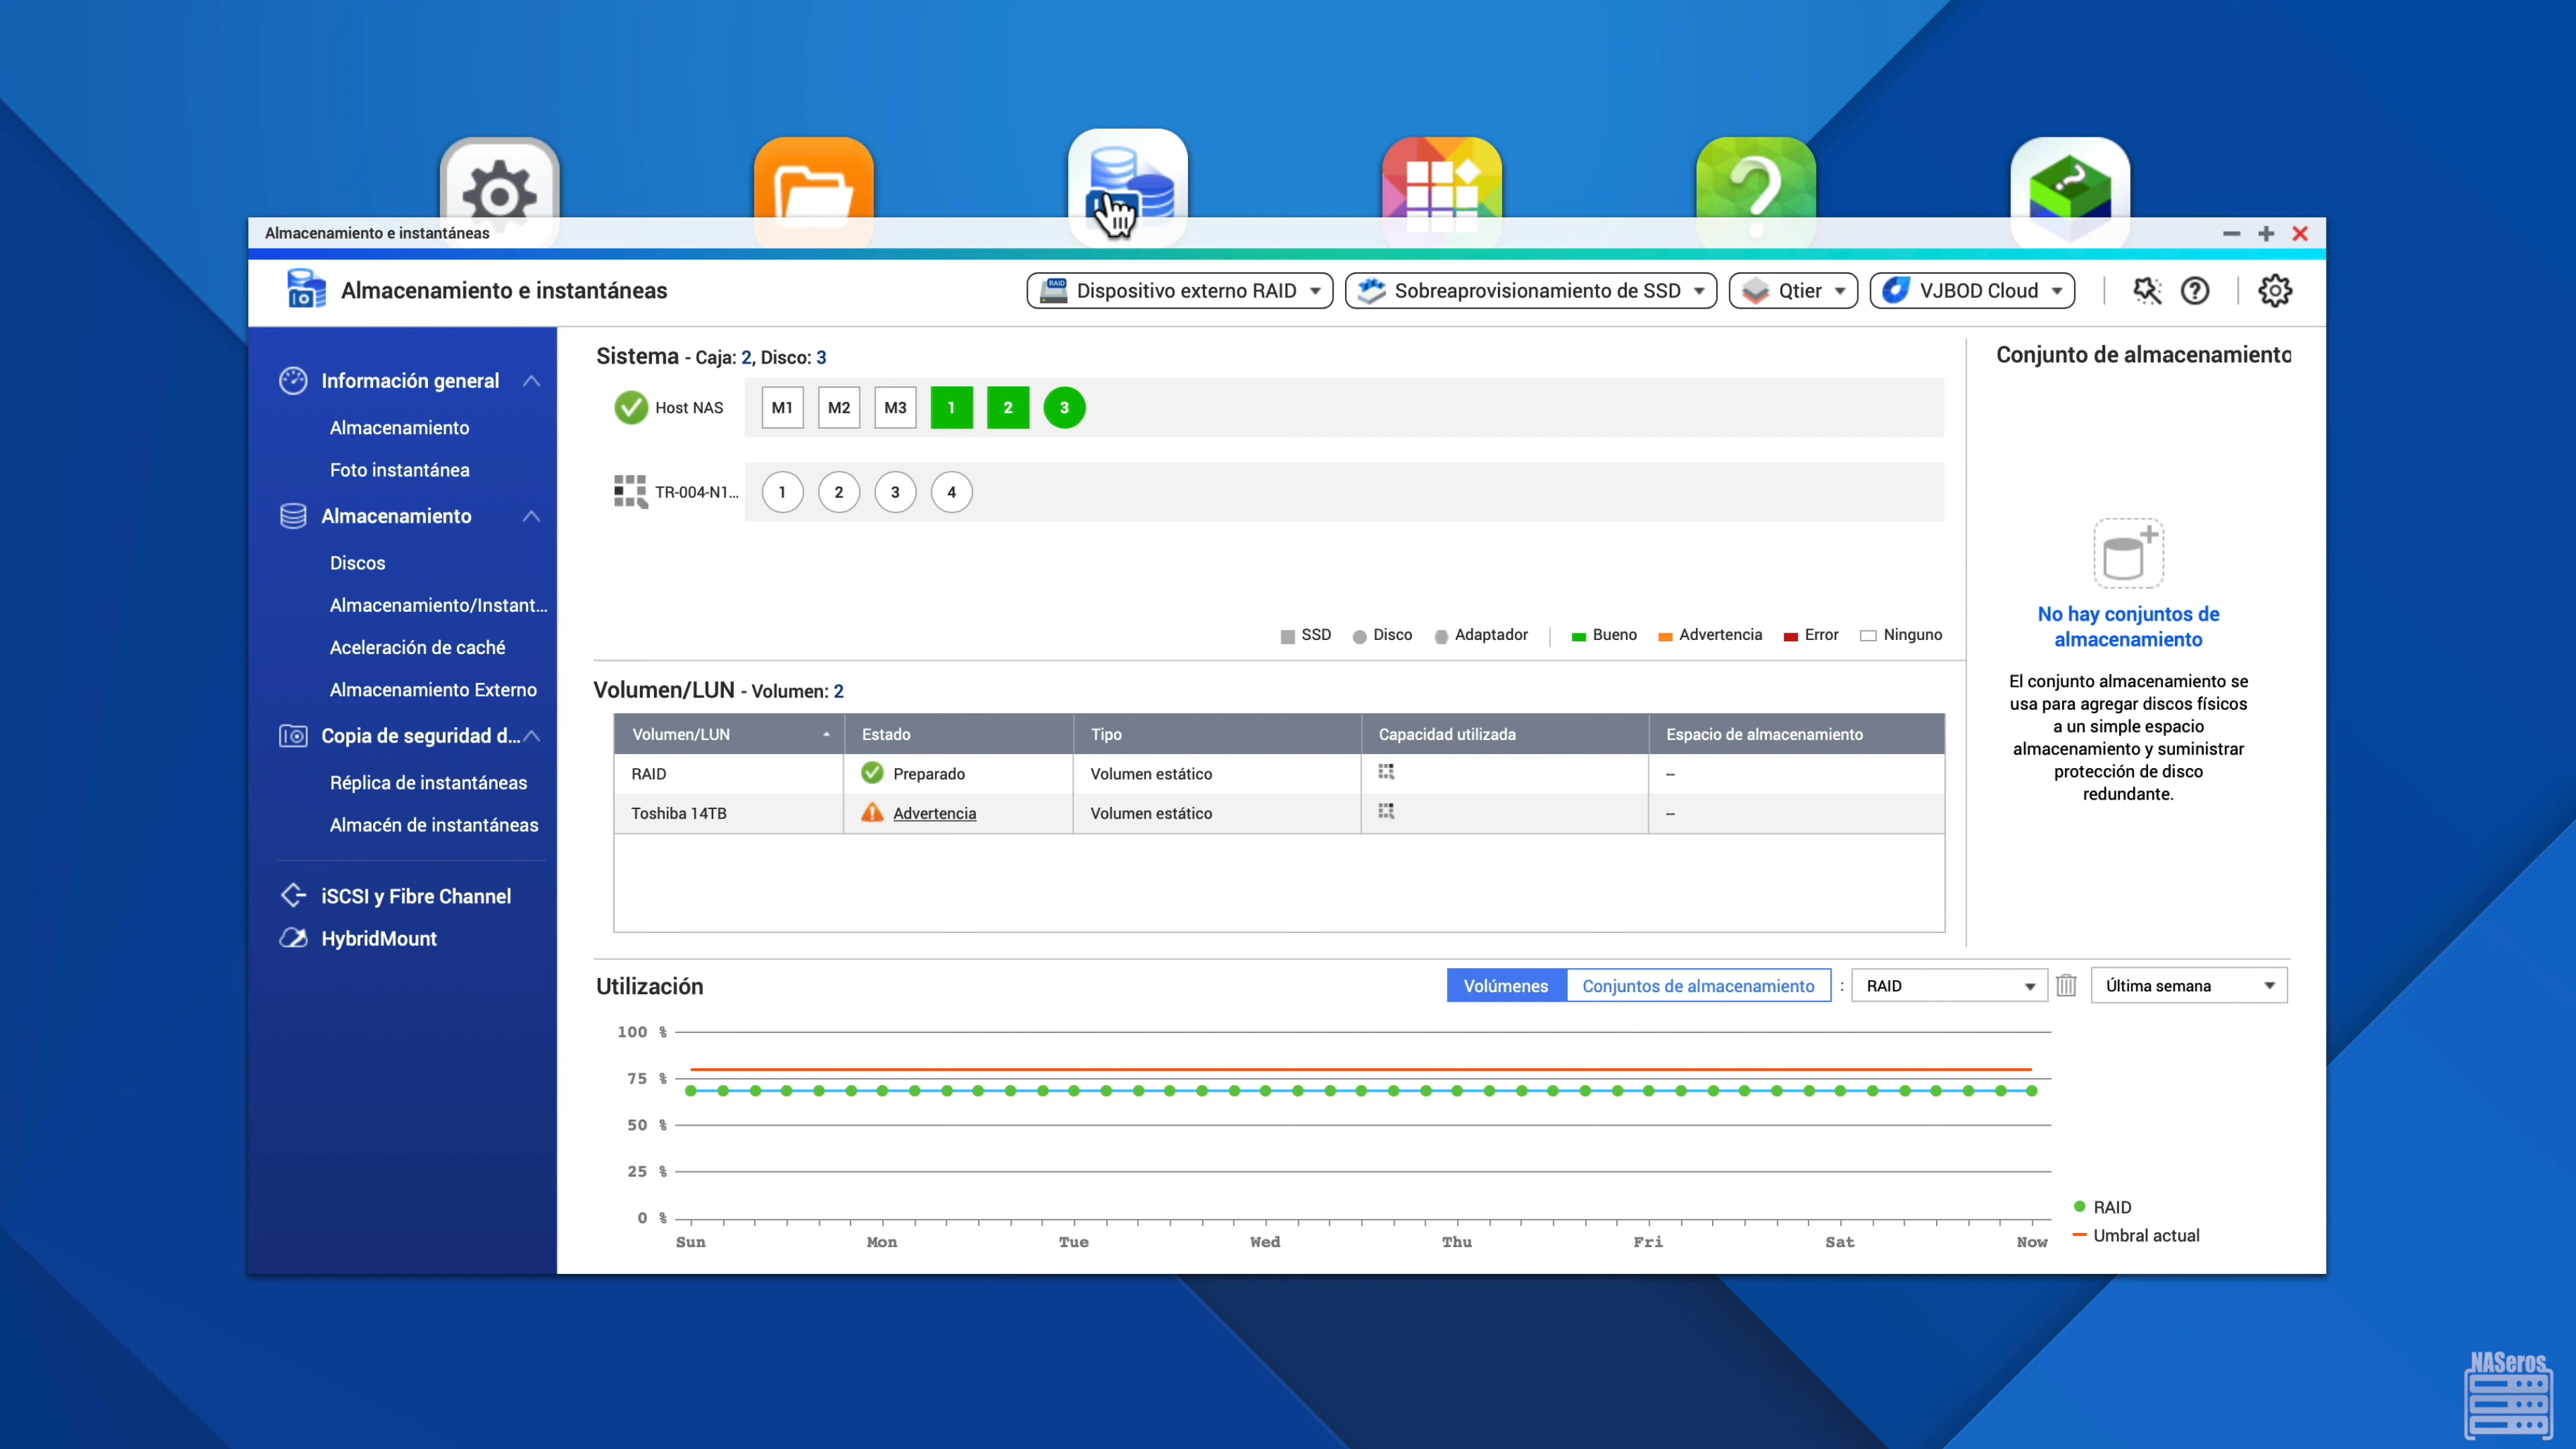 Almacenamiento e instantáneas
Almacenamiento e instantáneas
RAID
Dispositivo externo RAID
Sobreaprovisionamiento de SSD
Qtier
VJBOD Cloud
Información general
Almacenamiento
Foto instantánea
Almacenamiento
Discos
Almacenamiento/Instant...
Aceleración de caché
Almacenamiento Externo
Copia de seguridad d...
Réplica de instantáneas
Almacén de instantáneas
iSCSI y Fibre Channel
HybridMount
Sistema - Caja: 2, Disco: 3
Host NAS M1 M2 M3 1 2 3
TR-004-N1... 1 2 3 4
SSD Disco Adaptador Bueno Advertencia Error Ninguno
Volumen/LUN - Volumen: 2
Volumen/LUN Estado Tipo Capacidad utilizada Espacio de almacenamiento
RAID Preparado Volumen estático --
Toshiba 14TB Advertencia Volumen estático --
Conjunto de almacenamiento
No hay conjuntos de
almacenamiento
El conjunto almacenamiento se
usa para agregar discos físicos
a un simple espacio
almacenamiento y suministrar
protección de disco
redundante.
Utilización
Volúmenes Conjuntos de almacenamiento : RAID Última semana
100 %
75 %
50 %
25 %
0 %
Sun Mon Tue Wed Thu Fri Sat Now
RAID
Umbral actual
NASeros